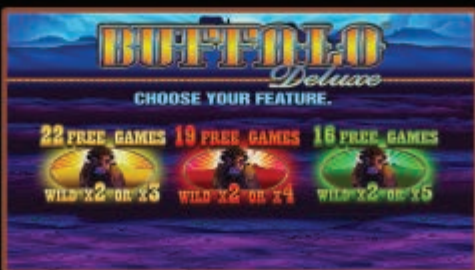 BUFFALO
Deluxe
CHOOSE YOUR FEATURE.
22 FREE GAMES 19 FREE GAMES 16 FREE GAMES
WILD X2 OR X3 WILD X2 OR X4 WILD X2 OR X5